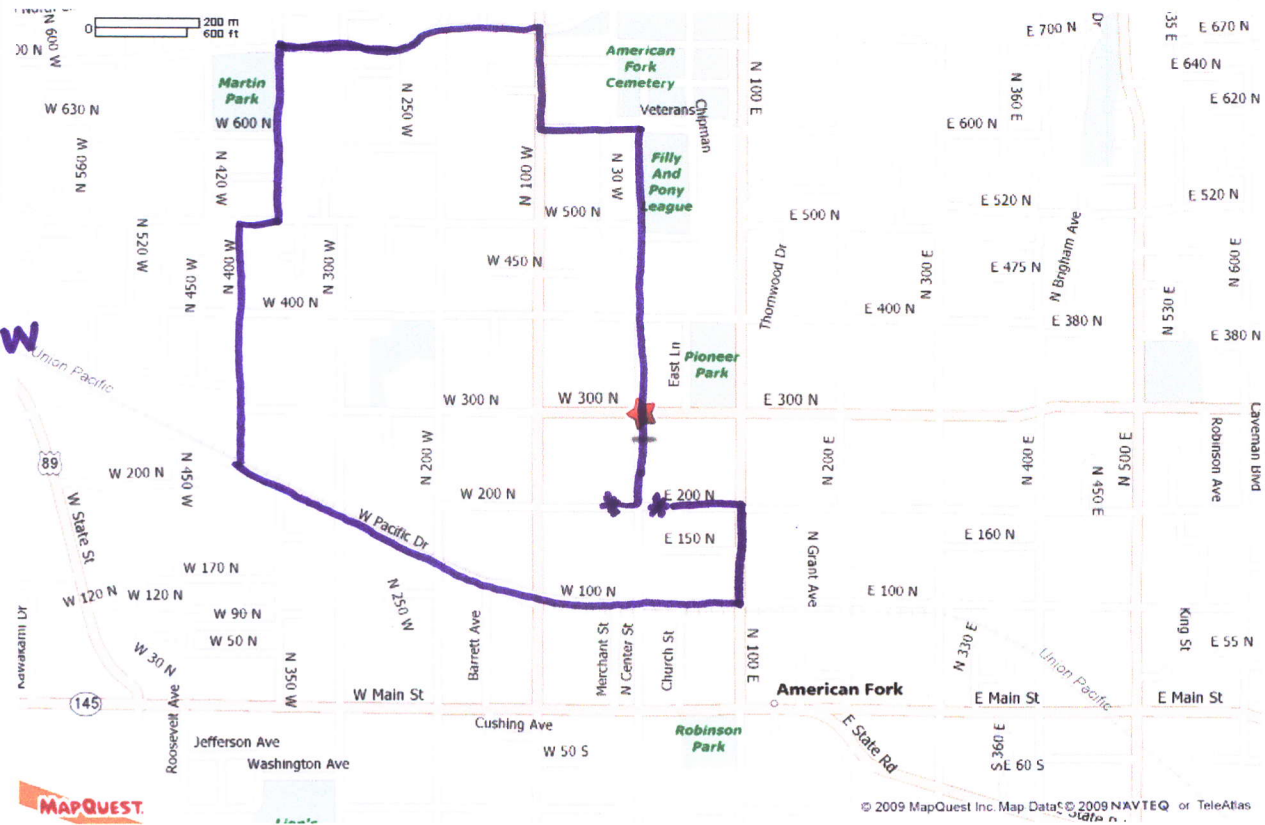 N 600 W
0
200 m
600 ft
American
Fork
Cemetery
E 700 N
Dr
E 670 N
E 640 N
Martin
Park
W 630 N
W 600 N
N 250 W
Veterans
Chipman
N 100 E
N 360 E
E 620 N
E 600 N
N 560 W
N 420 W
N 100 W
N 30 W
Filly
And
Pony
League
W 500 N
E 500 N
E 520 N
E 520 N
N 520 W
N 450 W
N 400 W
N 300 W
W 450 N
W 400 N
Thornwood Dr
N 300 E
E 475 N
N Brigham Ave
N 600 E
E 400 N
E 380 N
N 530 E
E 380 N
W
Union Pacific
East Ln
Pioneer
Park
W 300 N
W 300 N
E 300 N
Caveman Blvd
Robinson Ave
89
W 200 N
N 450 W
N 200 W
W 200 N
E 200 N
N 200 E
N 400 E
N 450 E
N 500 E
W State St
W Pacific Dr
E 150 N
E 160 N
N Grant Ave
W 170 N
W 120 N
W 120 N
W 90 N
W 50 N
W 30 N
N 250 W
W 100 N
E 100 N
Kawakami Dr
Barrett Ave
Merchant St
N Center St
Church St
N 100 E
N 330 E
Union Pacific
King St
E 55 N
N 350 W
145
Roosevelt Ave
W Main St
American Fork
E Main St
E Main St
Cushing Ave
Jefferson Ave
Washington Ave
W 50 S
Robinson
Park
E State Rd
S 360 E
E 60 S
MAPQUEST.
© 2009 MapQuest Inc. Map Data © 2009 NAVTEQ or TeleAtlas